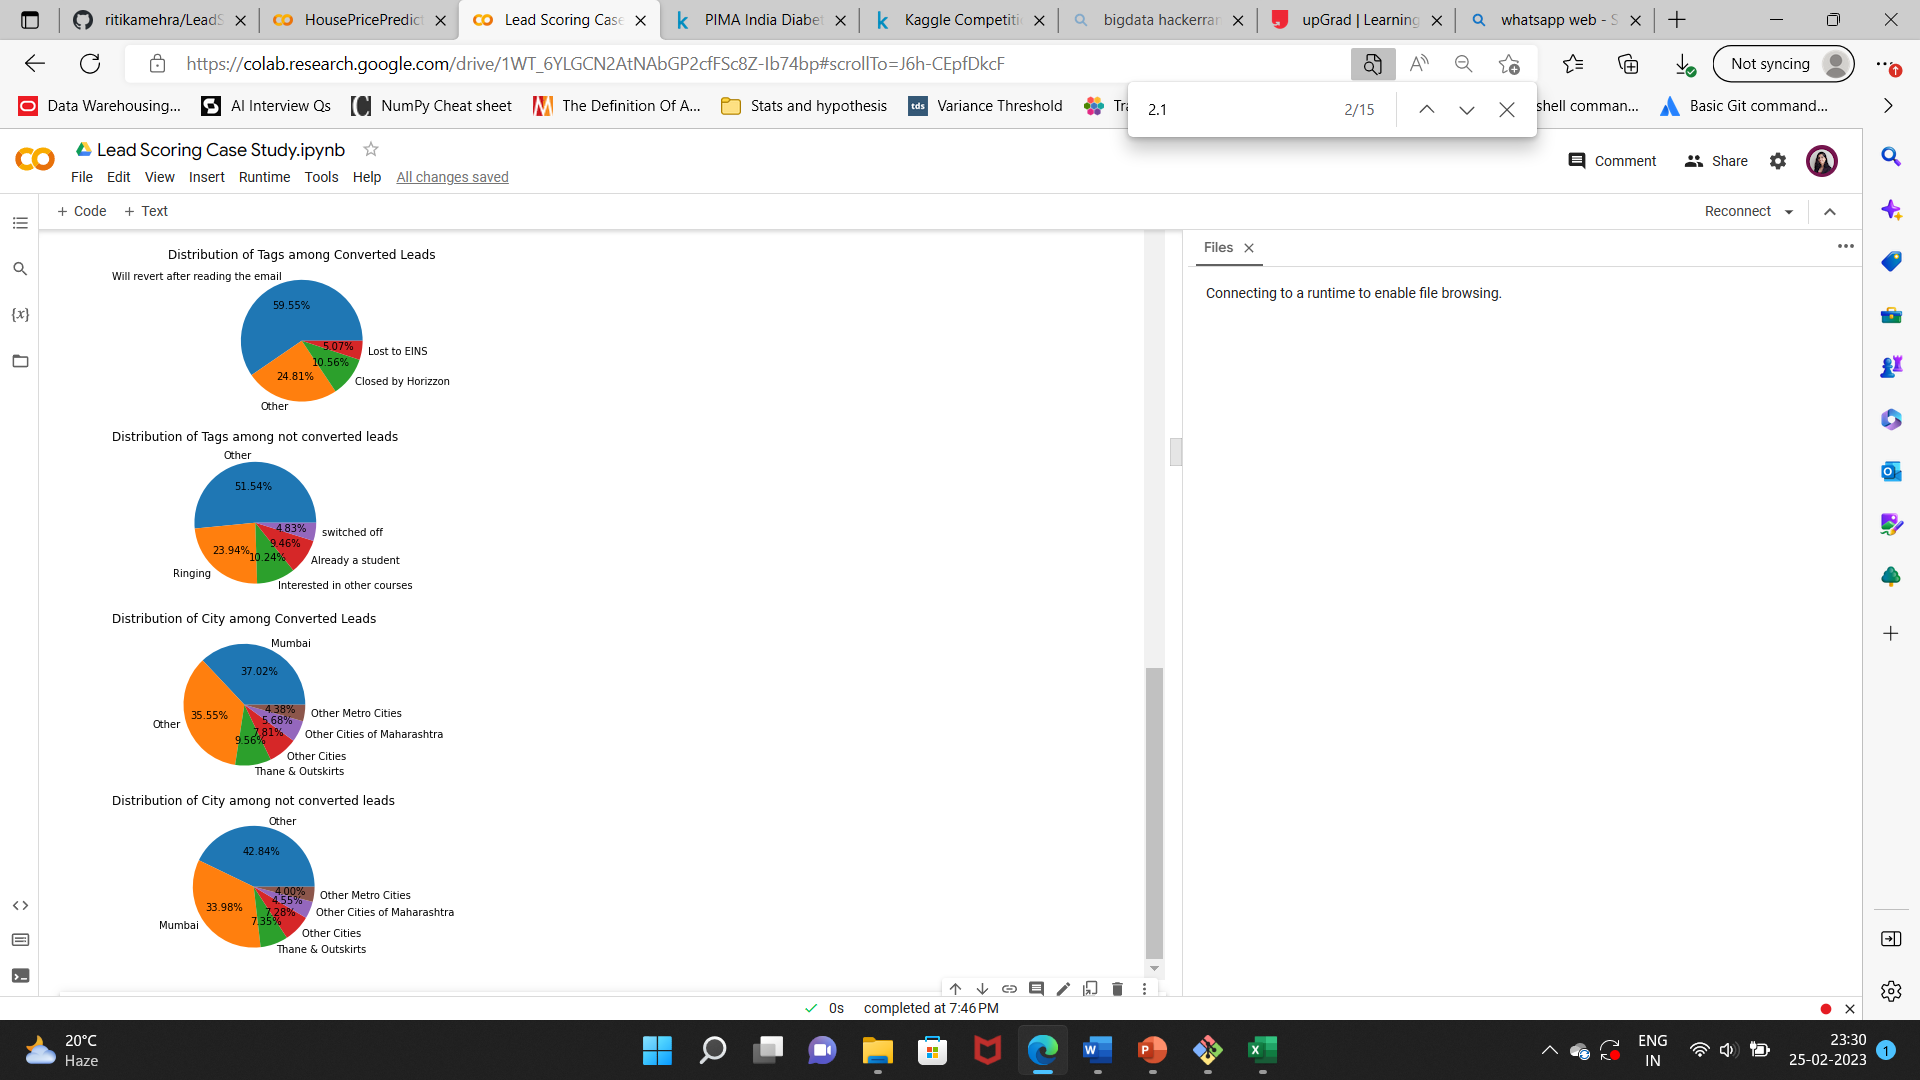 ritikamehra/LeadS
HousePricePredict
Lead Scoring Case
PIMA India Diabet
Kaggle Competiti
bigdata hackerran
upGrad | Learning
whatsapp web - S
https://colab.research.google.com/drive/1WT_6YLGCN2AtNAbGP2cfFSc8Z-Ib74bp#scrollTo=J6h-CEpfDkcF
Not syncing
Data Warehousing...
AI Interview Qs
NumPy Cheat sheet
The Definition Of A...
Stats and hypothesis
tds
Variance Threshold
Tra
shell comman...
Basic Git command...
2.1
2/15
Lead Scoring Case Study.ipynb
File Edit View Insert Runtime Tools Help All changes saved
Comment
Share
+ Code + Text
Reconnect
Files
Connecting to a runtime to enable file browsing.
{x}
Distribution of Tags among Converted Leads
Will revert after reading the email
59.55%
5.07%
Lost to EINS
10.56%
24.81%
Closed by Horizzon
Other
Distribution of Tags among not converted leads
Other
51.54%
4.83%
switched off
9.46%
23.94%
10.24%
Already a student
Ringing
Interested in other courses
Distribution of City among Converted Leads
Mumbai
37.02%
4.38%
Other Metro Cities
35.55%
5.68%
Other
7.81%
Other Cities of Maharashtra
9.56%
Other Cities
Thane & Outskirts
Distribution of City among not converted leads
Other
42.84%
4.00%
Other Metro Cities
4.55%
33.98%
7.28%
Other Cities of Maharashtra
7.35%
Mumbai
Other Cities
Thane & Outskirts
0s completed at 7:46 PM
20°C
Haze
ENG
IN
23:30
25-02-2023
1